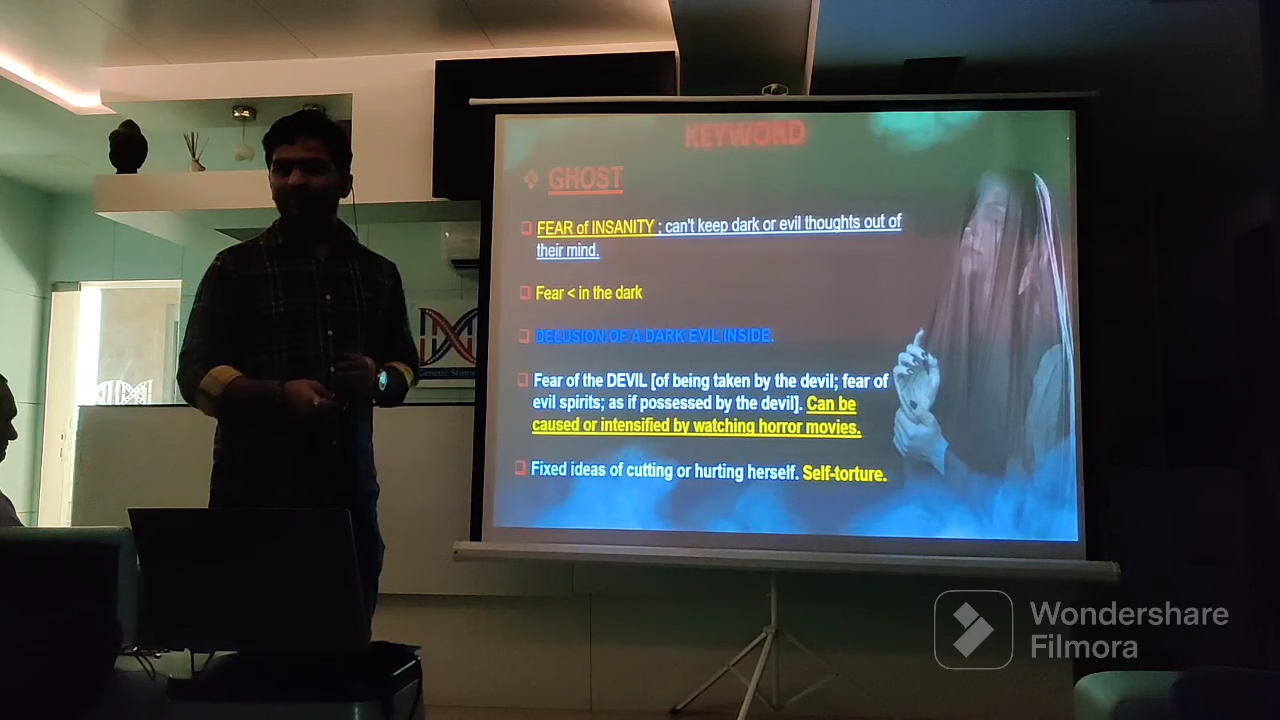 KEYWORD
GHOST
FEAR of INSANITY ; can't keep dark or evil thoughts out of
their mind.
Fear < in the dark
DELUSION OF A DARK EVIL INSIDE.
Fear of the DEVIL [of being taken by the devil; fear of
evil spirits; as if possessed by the devil]. Can be
caused or intensified by watching horror movies.
Fixed ideas of cutting or hurting herself. Self-torture.
Wondershare
Filmora